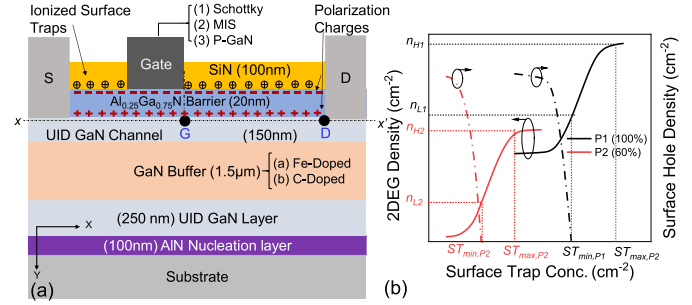 Ionized Surface
Traps
(1) Schottky
(2) MIS
(3) P-GaN
Polarization
Charges
Gate
S
D
SiN (100nm)
Al0.25Ga0.75N Barrier (20nm)
x
x'
UID GaN Channel
G
(150nm)
D
GaN Buffer (1.5μm)
(a) Fe-Doped
(b) C-Doped
(250 nm) UID GaN Layer
X
Y
(100nm) AlN Nucleation layer
Substrate
(a)
2DEG Density (cm-2)
nH1
nL1
nH2
nL2
P1 (100%)
P2 (60%)
STmin,P2
STmax,P2
STmin,P1
STmax,P2
Surface Trap Conc. (cm-2)
(b)
Surface Hole Density (cm-2)